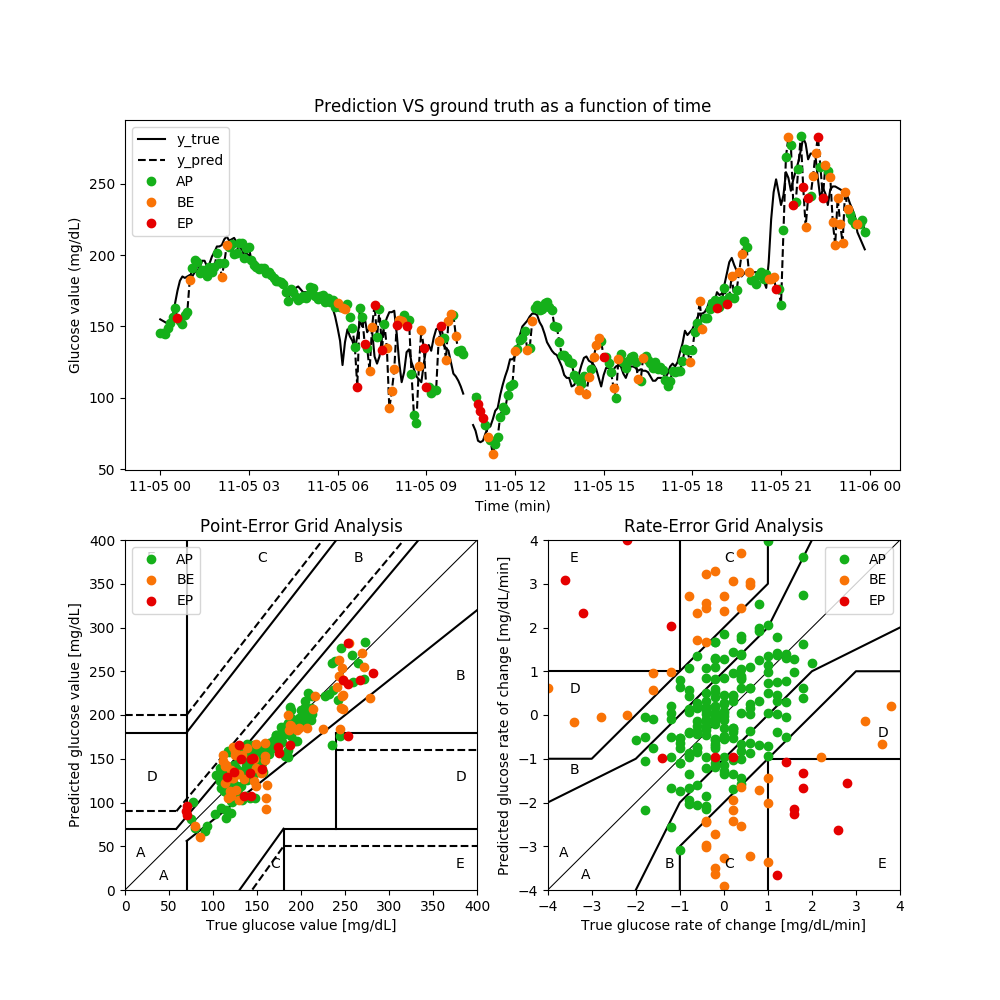 Prediction VS ground truth as a function of time
Glucose value (mg/dL)
250
200
150
100
50
y_true
y_pred
AP
BE
EP
11-05 00 11-05 03 11-05 06 11-05 09 11-05 12 11-05 15 11-05 18 11-05 21 11-06 00
Time (min)
Point-Error Grid Analysis
Predicted glucose value [mg/dL]
400
350
300
250
200
150
100
50
0
AP
BE
EP
C
B
B
D
D
A
A
C
E
0 50 100 150 200 250 300 350 400
True glucose value [mg/dL]
Rate-Error Grid Analysis
Predicted glucose rate of change [mg/dL/min]
4
3
2
1
0
−1
−2
−3
−4
AP
BE
EP
E
C
D
D
B
A
A
B
C
E
−4 −3 −2 −1 0 1 2 3 4
True glucose rate of change [mg/dL/min]